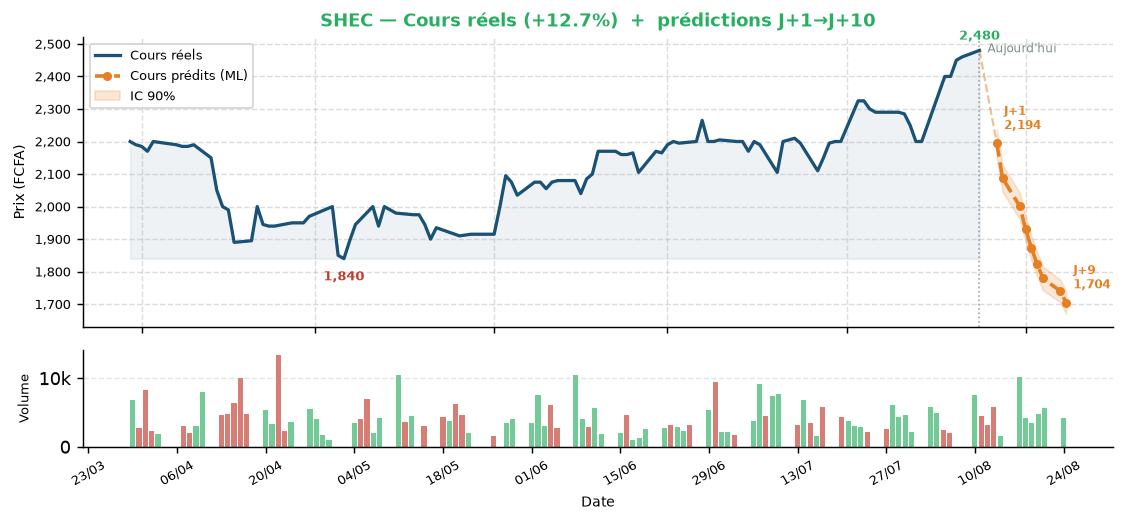 SHEC — Cours réels (+12.7%)  +  prédictions J+1→J+10
2,480
Aujourd'hui
Cours réels
Cours prédits (ML)
IC 90%
J+1
2,194
J+9
1,704
1,840
Prix (FCFA)
2,500
2,400
2,300
2,200
2,100
2,000
1,900
1,800
1,700
Volume
10k
0
23/03
06/04
20/04
04/05
18/05
01/06
15/06
29/06
13/07
27/07
10/08
24/08
Date